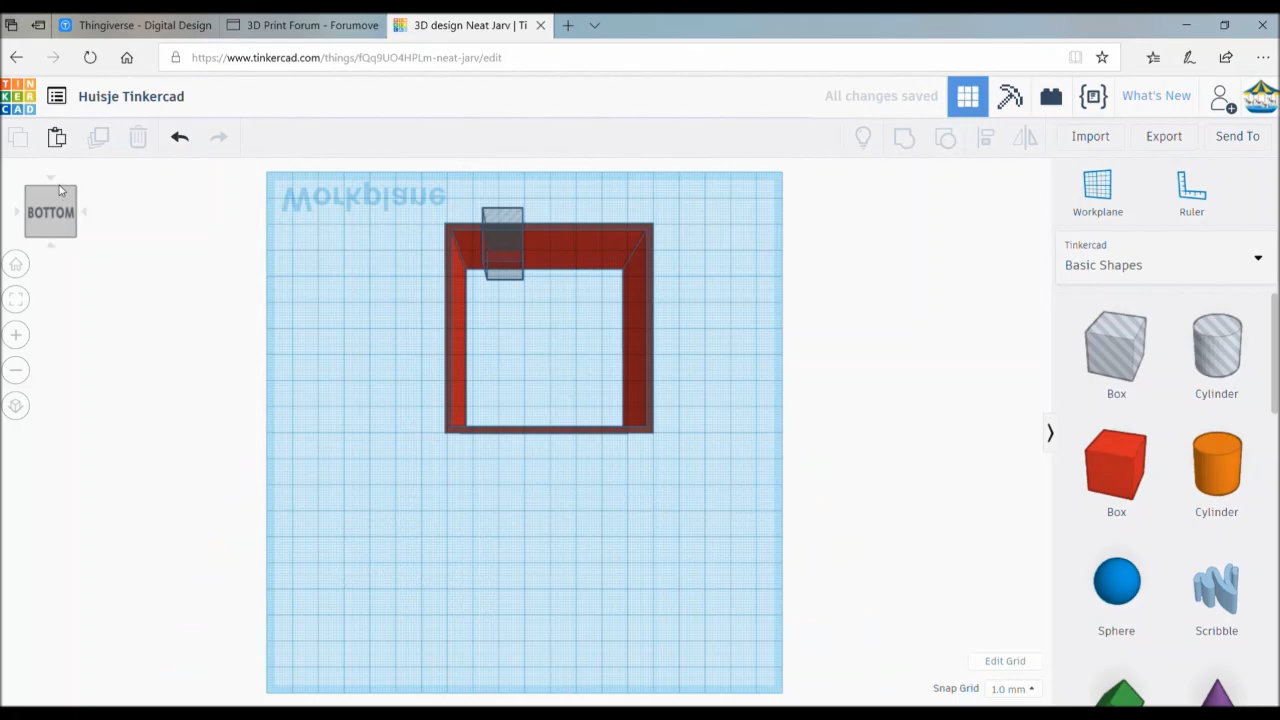 Thingiverse - Digital Design
3D Print Forum - Forumove
3D design Neat Jarv | Ti
https://www.tinkercad.com/things/fQq9UO4HPLm-neat-jarv/edit
TIN
KER
CAD
Huisje Tinkercad
All changes saved
What's New
Import
Export
Send To
BOTTOM
Workplane
Workplane
Ruler
Tinkercad
Basic Shapes
Box
Cylinder
Box
Cylinder
Sphere
Scribble
Edit Grid
Snap Grid
1.0 mm